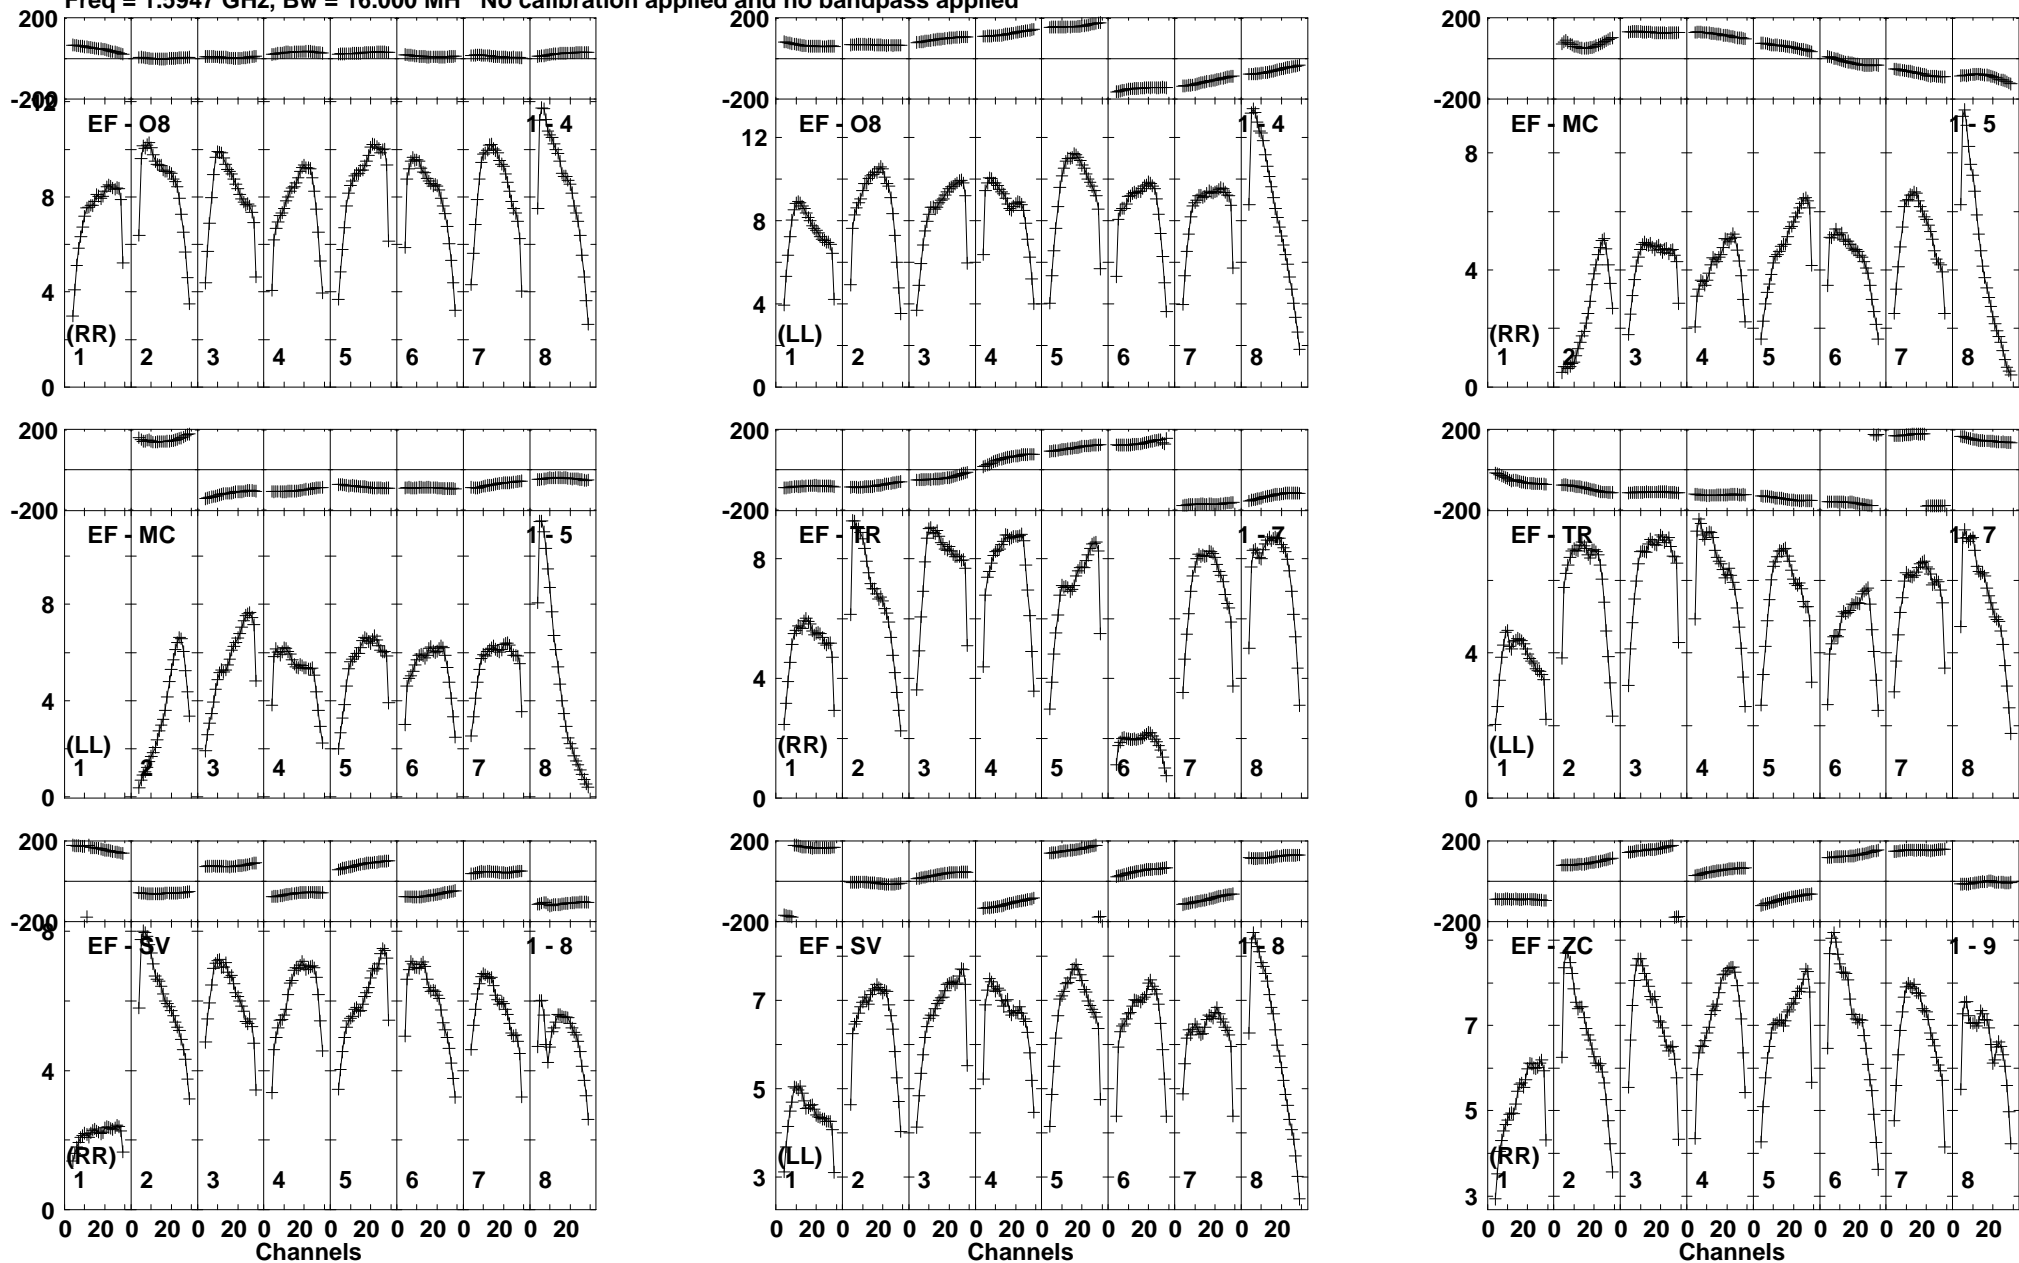 Freq = 1.5947 GHz, Bw = 16.000 MH No calibration applied and no bandpass applied
200 200 200
-200 -200 -200
12
EF - O8 1 - 4 EF - O8 1 - 4 EF - MC 1 - 5
12
8 8 8
4 4 4
(RR) (LL) (RR)
1 2 3 4 5 6 7 8 1 2 3 4 5 6 7 8 1 2 3 4 5 6 7 8
0 0 0
200 200 200
-200 -200 -200
EF - MC 1 - 5 EF - TR 1 - 7 EF - TR 1 - 7
8 8
4 4 4
(LL) (RR) (LL)
1 2 3 4 5 6 7 8 1 2 3 4 5 6 7 8 1 2 3 4 5 6 7 8
0 0 0
200 200 200
-200 -200 -200
8 9
EF - SV 1 - 8 EF - SV 1 - 8 EF - ZC 1 - 9
7 7
4 5 5
(RR) (LL) (RR)
1 2 3 4 5 6 7 8 1 2 3 4 5 6 7 8 1 2 3 4 5 6 7 8
3 3
0
0 20 0 20 0 20 0 20 0 20 0 20 0 20 0 20 0 20 0 20 0 20 0 20 0 20 0 20 0 20 0 20 0 20 0 20 0 20 0 20 0 20 0 20 0 20 0 20
Channels Channels